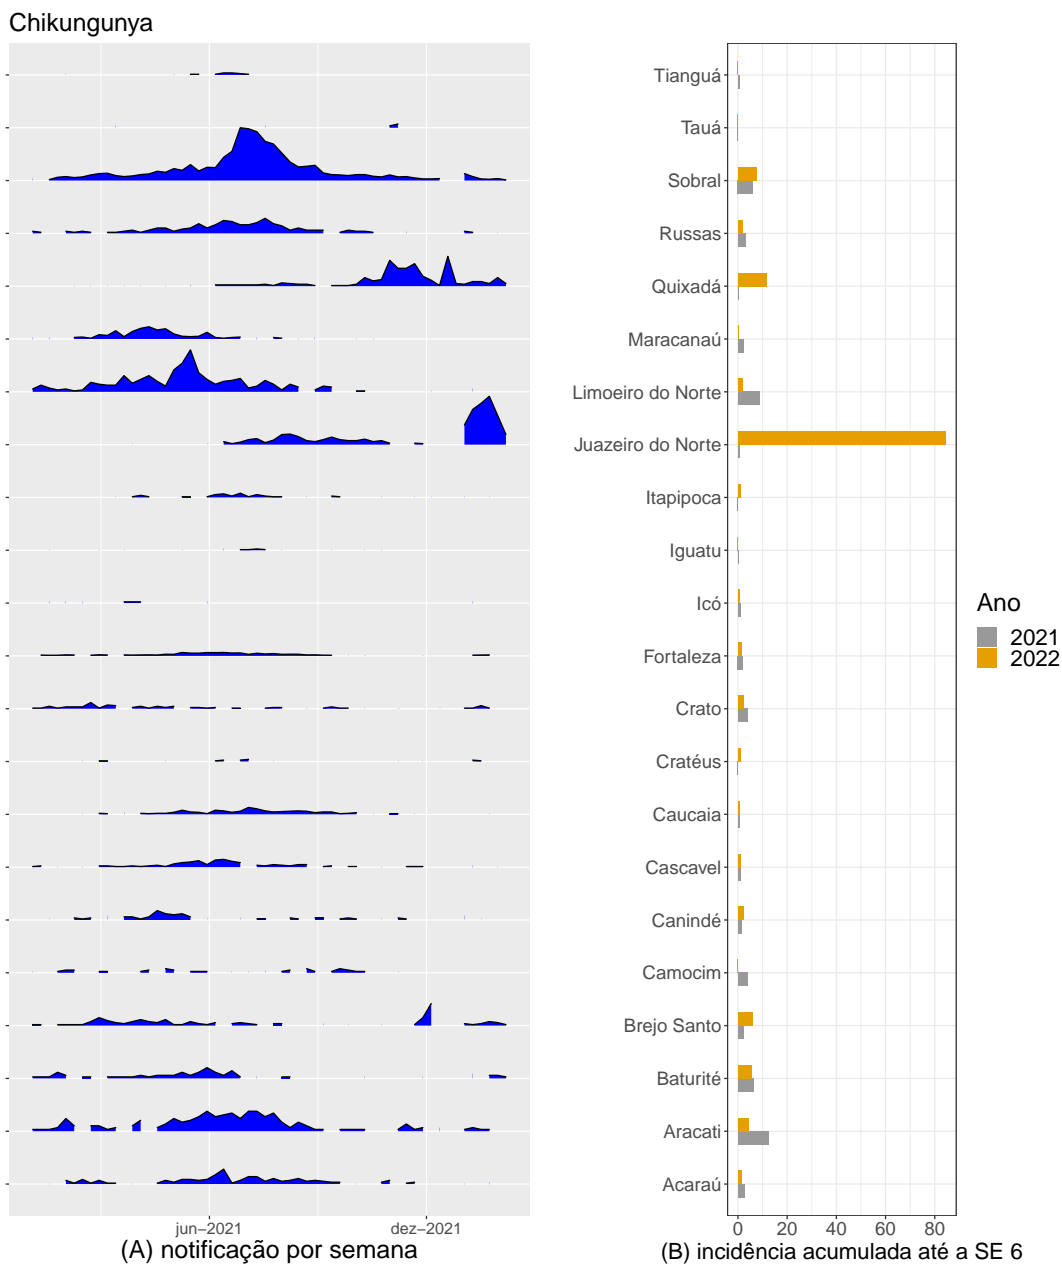 Chikungunya
Tianguá
Tauá
Sobral
Russas
Quixadá
Maracanaú
Limoeiro do Norte
Juazeiro do Norte
Itapipoca
Iguatu
Icó
Fortaleza
Crato
Cratéus
Caucaia
Cascavel
Canindé
Camocim
Brejo Santo
Baturité
Aracati
Acaraú
Ano
2021
2022
jun−2021 dez−2021
(A) notificação por semana
0 20 40 60 80
(B) incidência acumulada até a SE 6